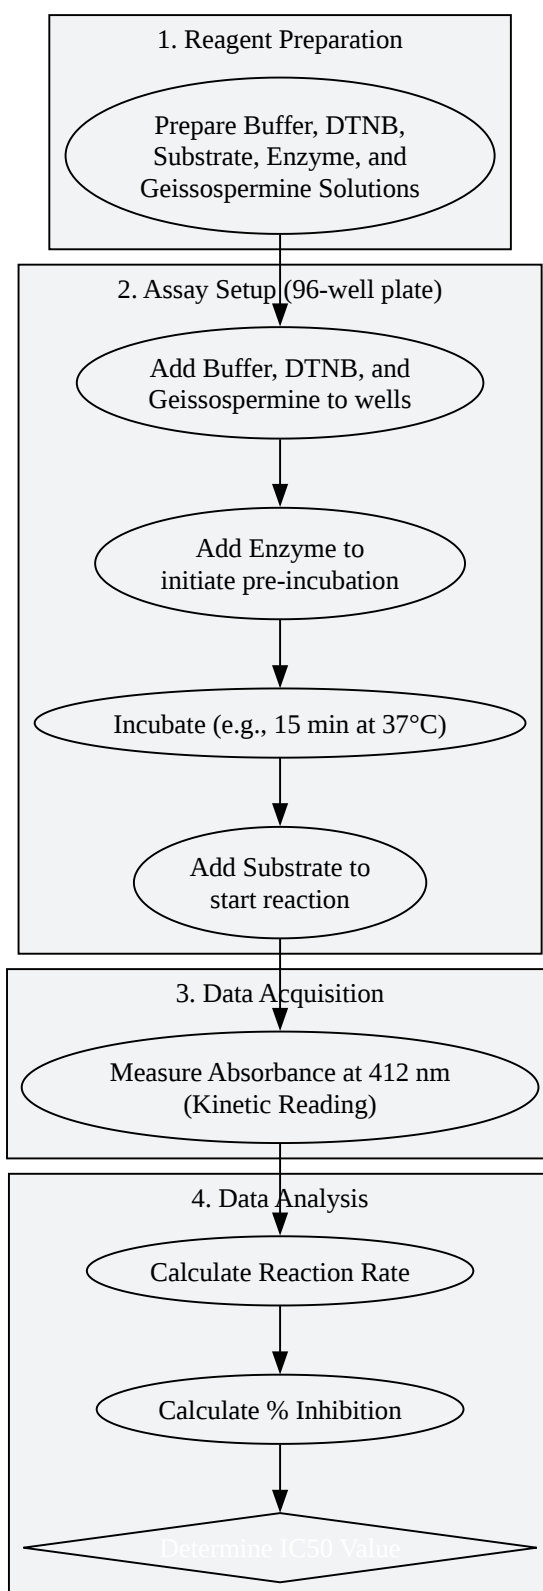 1. Reagent Preparation
Prepare Buffer, DTNB,
Substrate, Enzyme, and
Geissospermine Solutions
2. Assay Setup (96-well plate)
Add Buffer, DTNB, and
Geissospermine to wells
Add Enzyme to
initiate pre-incubation
Incubate (e.g., 15 min at 37°C)
Add Substrate to
start reaction
3. Data Acquisition
Measure Absorbance at 412 nm
(Kinetic Reading)
4. Data Analysis
Calculate Reaction Rate
Calculate % Inhibition
Determine IC50 Value